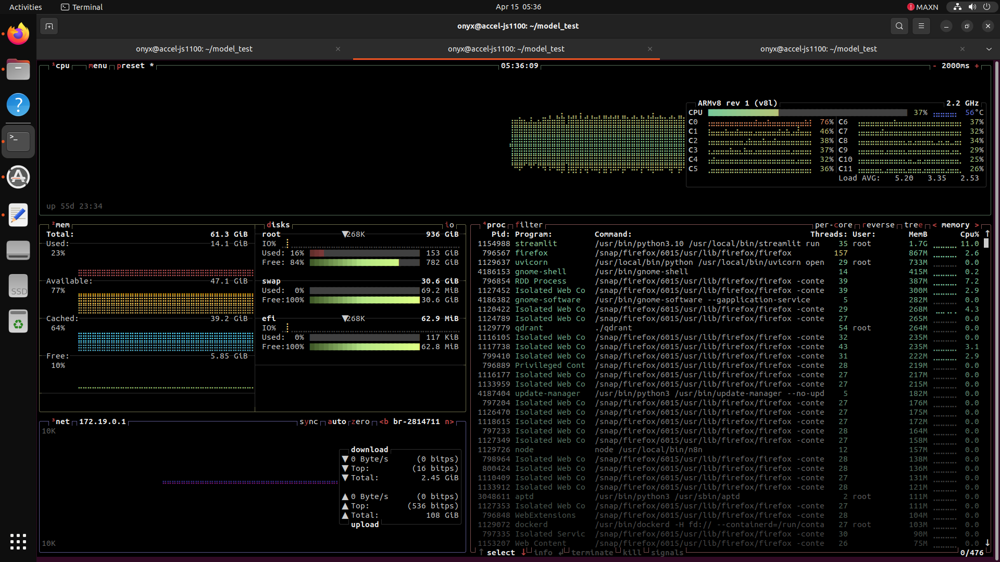 Activities Terminal Apr 15 05:36 MAXN
onyx@accel-js1100: ~/model_test
onyx@accel-js1100: ~/model_test × onyx@accel-js1100: ~/model_test × onyx@accel-js1100: ~/model_test ×
¹cpu menu preset * 05:36:09 - 2000ms +
ARMv8 rev 1 (v8l) 2.2 GHz
CPU 37% 56°C
C0 76% C6 37%
C1 46% C7 32%
C2 38% C8 34%
C3 37% C9 29%
C4 32% C10 25%
C5 36% C11 26%
Load AVG: 5.20 3.35 2.53
up 55d 23:34
²mem
Total: 61.3 GiB
Used: 14.1 GiB
23%
Available: 47.1 GiB
77%
Cached: 39.2 GiB
64%
Free: 5.85 GiB
10%
disks io
root ▼268K 936 GiB
IO%
Used: 16% 153 GiB
Free: 84% 782 GiB
swap 30.6 GiB
Used: 0% 69.2 MiB
Free:100% 30.6 GiB
efi ▼268K 62.9 MiB
IO%
Used: 0% 117 KiB
Free:100% 62.8 MiB
³net 172.19.0.1 sync auto zero <b br-2814711 n>
10K
download
▼ 0 Byte/s (0 bitps)
▼ Top: (16 bitps)
▼ Total: 2.45 GiB
▲ 0 Byte/s (0 bitps)
▲ Top: (536 bitps)
▲ Total: 108 GiB
upload
10K
⁴proc filter per-core reverse tree < memory >
Pid: Program: Command: Threads: User: MemB Cpu% ↑
1154988 streamlit /usr/bin/python3.10 /usr/local/bin/streamlit run 35 root 1.7G 11.0
796567 firefox /snap/firefox/6015/usr/lib/firefox/firefox 157 867M 2.6
1129637 uvicorn /usr/local/bin/python /usr/local/bin/uvicorn open 29 root 733M 0.0
4186153 gnome-shell /usr/bin/gnome-shell 14 415M 0.2
796854 RDD Process /snap/firefox/6015/usr/lib/firefox/firefox -conte 39 387M 7.2
1127452 Isolated Web Co /snap/firefox/6015/usr/lib/firefox/firefox -conte 39 300M 2.9
4186382 gnome-software /usr/bin/gnome-software --gapplication-service 5 282M 0.0
1120422 Isolated Web Co /snap/firefox/6015/usr/lib/firefox/firefox -conte 29 268M 4.3
1124789 Isolated Web Co /snap/firefox/6015/usr/lib/firefox/firefox -conte 27 265M 0.0
1129779 qdrant ./qdrant 54 root 264M 0.0
1116105 Isolated Web Co /snap/firefox/6015/usr/lib/firefox/firefox -conte 32 235M 0.0
1117738 Isolated Web Co /snap/firefox/6015/usr/lib/firefox/firefox -conte 43 235M 3.1
799410 Isolated Web Co /snap/firefox/6015/usr/lib/firefox/firefox -conte 31 222M 2.9
796889 Privileged Cont /snap/firefox/6015/usr/lib/firefox/firefox -conte 28 219M 0.0
1116177 Isolated Web Co /snap/firefox/6015/usr/lib/firefox/firefox -conte 27 217M 0.0
1133959 Isolated Web Co /snap/firefox/6015/usr/lib/firefox/firefox -conte 27 215M 0.0
4187404 update-manager /usr/bin/python3 /usr/bin/update-manager --no-upd 5 182M 0.0
797204 Isolated Web Co /snap/firefox/6015/usr/lib/firefox/firefox -conte 27 176M 0.0
1126470 Isolated Web Co /snap/firefox/6015/usr/lib/firefox/firefox -conte 27 175M 0.0
1118615 Isolated Web Co /snap/firefox/6015/usr/lib/firefox/firefox -conte 27 172M 0.0
797233 Isolated Web Co /snap/firefox/6015/usr/lib/firefox/firefox -conte 28 164M 0.0
1127349 Isolated Web Co /snap/firefox/6015/usr/lib/firefox/firefox -conte 27 158M 0.0
1129726 node node /usr/local/bin/n8n 12 157M 0.0
798964 Isolated Web Co /snap/firefox/6015/usr/lib/firefox/firefox -conte 28 138M 0.0
800424 Isolated Web Co /snap/firefox/6015/usr/lib/firefox/firefox -conte 28 136M 0.0
1110409 Isolated Web Co /snap/firefox/6015/usr/lib/firefox/firefox -conte 27 131M 0.0
1133912 Isolated Web Co /snap/firefox/6015/usr/lib/firefox/firefox -conte 28 121M 0.0
3048611 aptd /usr/bin/python3 /usr/sbin/aptd 2 root 111M 0.0
1127353 Isolated Web Co /snap/firefox/6015/usr/lib/firefox/firefox -conte 27 111M 0.0
796848 WebExtensions /snap/firefox/6015/usr/lib/firefox/firefox -conte 28 104M 0.0
1129072 dockerd /usr/bin/dockerd -H fd:// --containerd=/run/conta 27 root 103M 0.0
797335 Isolated Servic /snap/firefox/6015/usr/lib/firefox/firefox -conte 30 90M 0.0
1153207 Web Content /snap/firefox/6015/usr/lib/firefox/firefox -conte 26 75M 0.0 ↓
↑ select ↓ info ↲ terminate kill signals 0/476
SSD